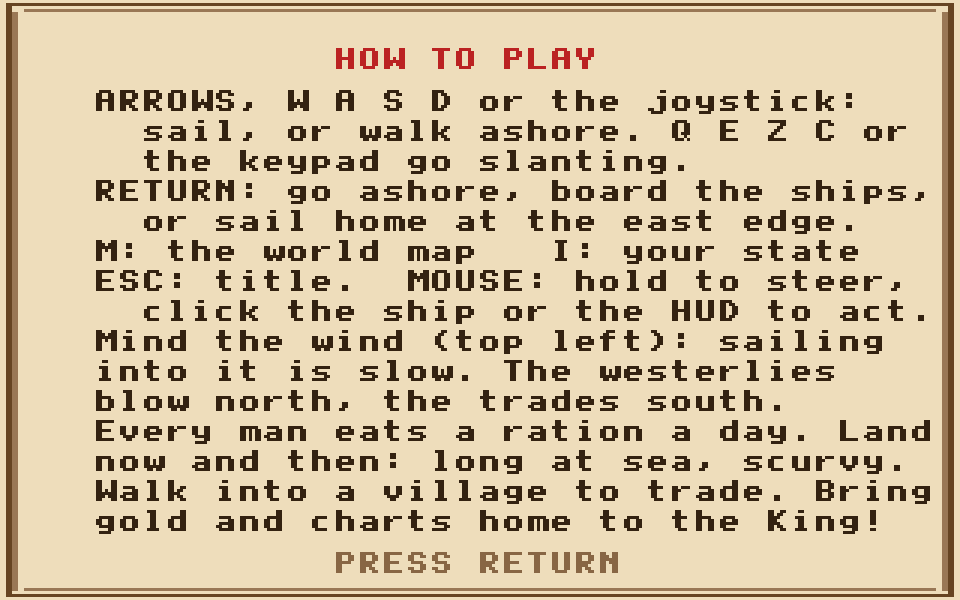 HOW TO PLAY
ARROWS, W A S D or the joystick:
sail, or walk ashore. Q E Z C or
the keypad go slanting.
RETURN: go ashore, board the ships,
or sail home at the east edge.
M: the world map   I: your state
ESC: title.  MOUSE: hold to steer,
click the ship or the HUD to act.
Mind the wind (top left): sailing
into it is slow. The westerlies
blow north, the trades south.
Every man eats a ration a day. Land
now and then: long at sea, scurvy.
Walk into a village to trade. Bring
gold and charts home to the King!
PRESS RETURN